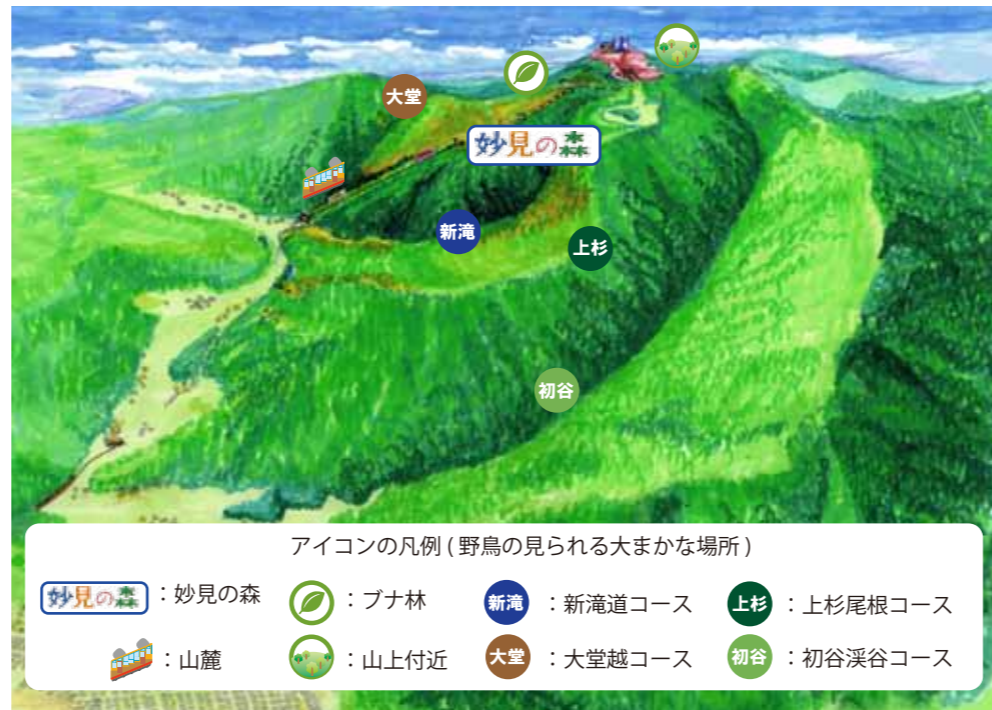 大堂
妙見の森
新滝
上杉
初谷
アイコンの凡例 ( 野鳥の見られる大まかな場所 )
妙見の森 ：妙見の森
：ブナ林
新滝 ：新滝道コース
上杉 ：上杉尾根コース
：山麓
：山上付近
大堂 ：大堂越コース
初谷 ：初谷渓谷コース